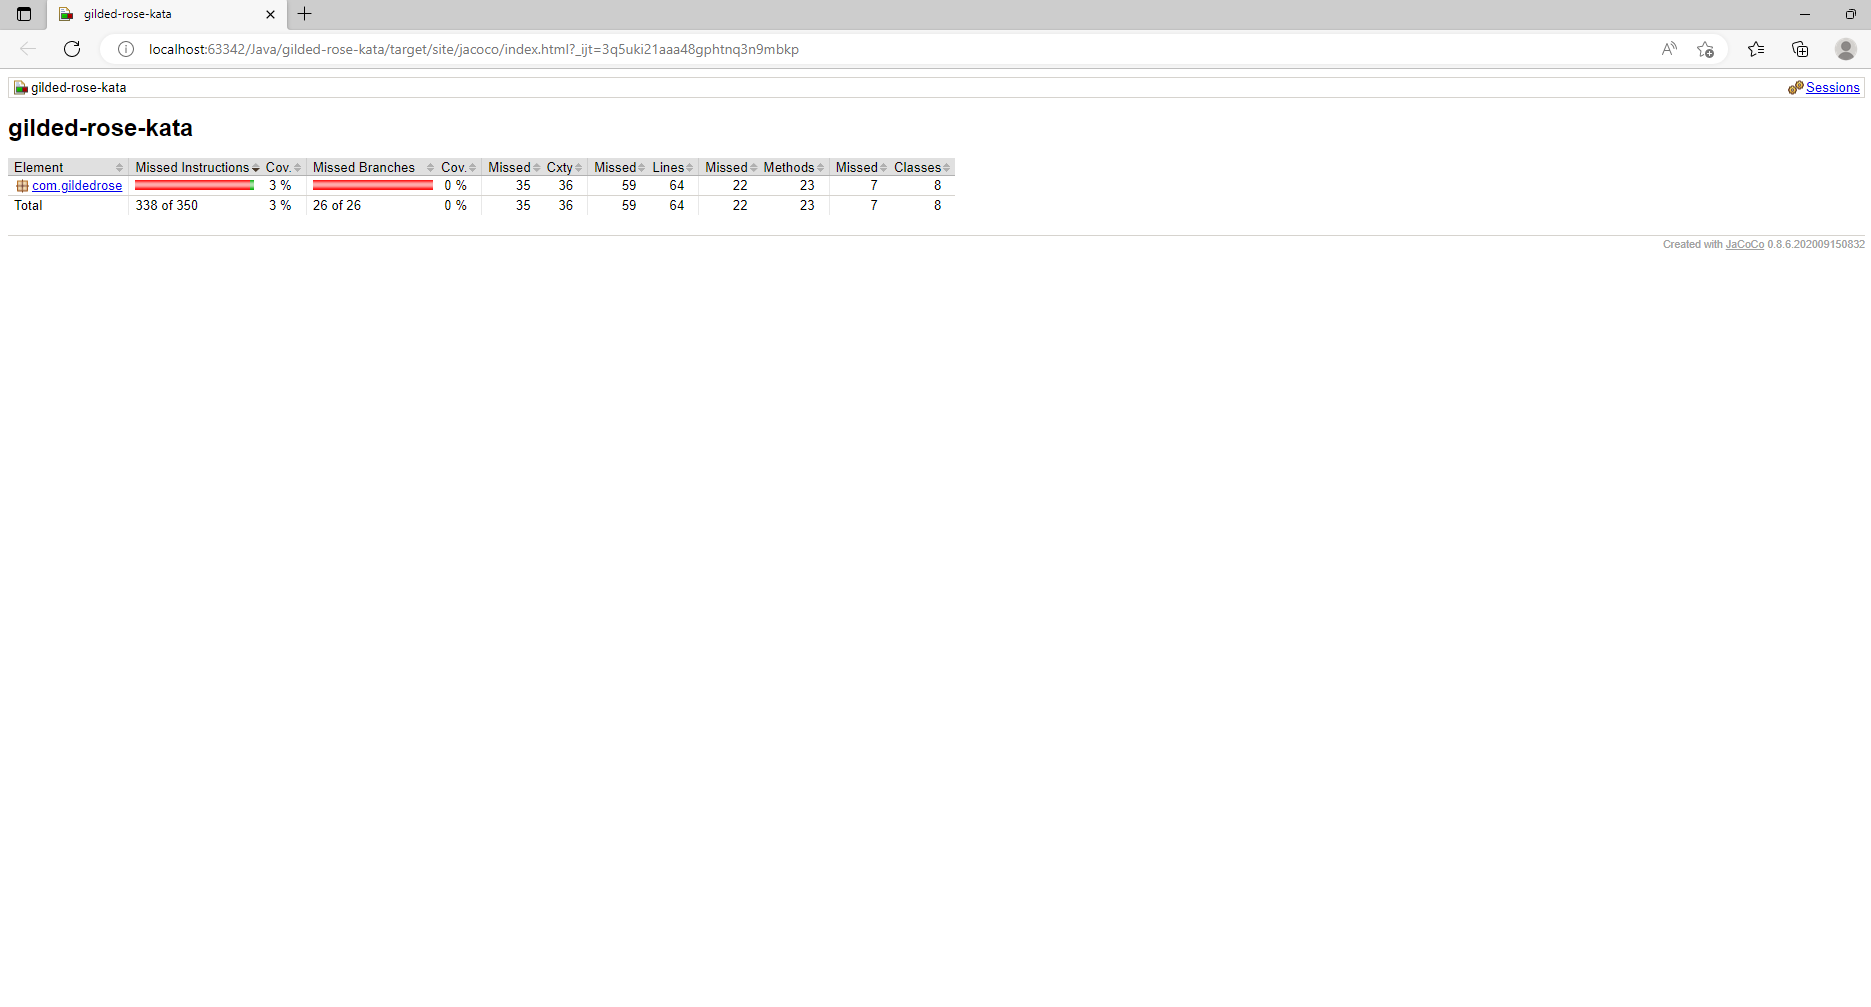 gilded-rose-kata
localhost:63342/Java/gilded-rose-kata/target/site/jacoco/index.html?_ijt=3q5uki21aaa48gphtnq3n9mbkp
gilded-rose-kata Sessions
gilded-rose-kata
Element Missed Instructions Cov. Missed Branches Cov. Missed Cxty Missed Lines Missed Methods Missed Classes
com.gildedrose 3 % 0 % 35 36 59 64 22 23 7 8
Total 338 of 350 3 % 26 of 26 0 % 35 36 59 64 22 23 7 8
Created with JaCoCo 0.8.6.202009150832